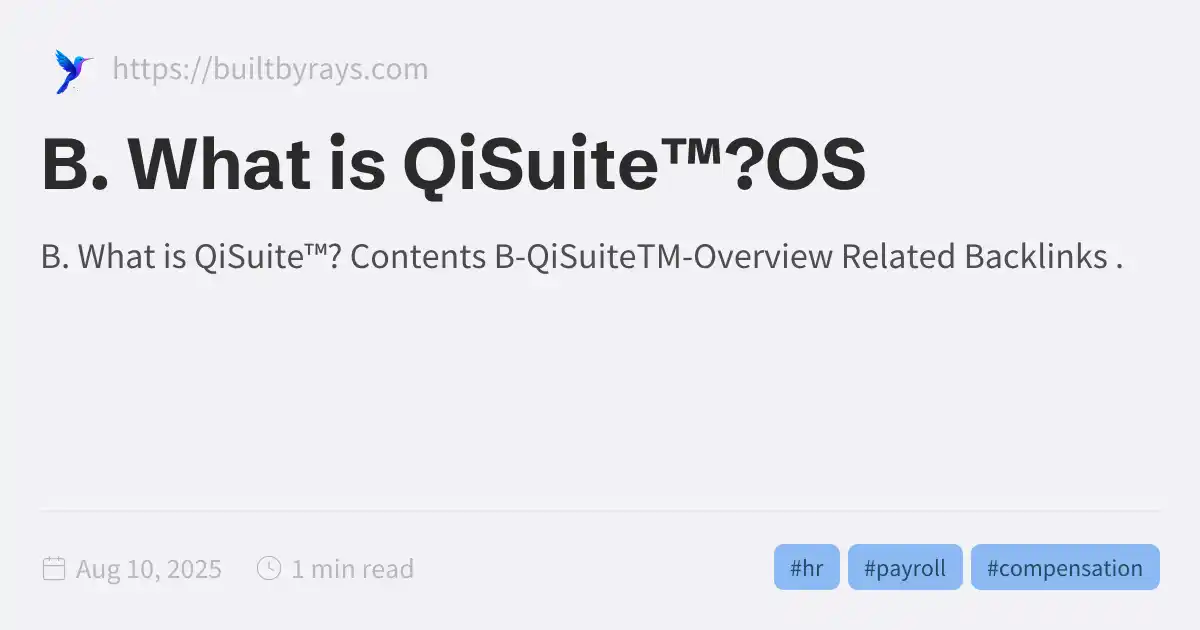 https://builtbyrays.com
B. What is QiSuite™?OS
B. What is QiSuite™? Contents B-QiSuiteTM-Overview Related Backlinks .
Aug 10, 2025 1 min read #hr #payroll #compensation